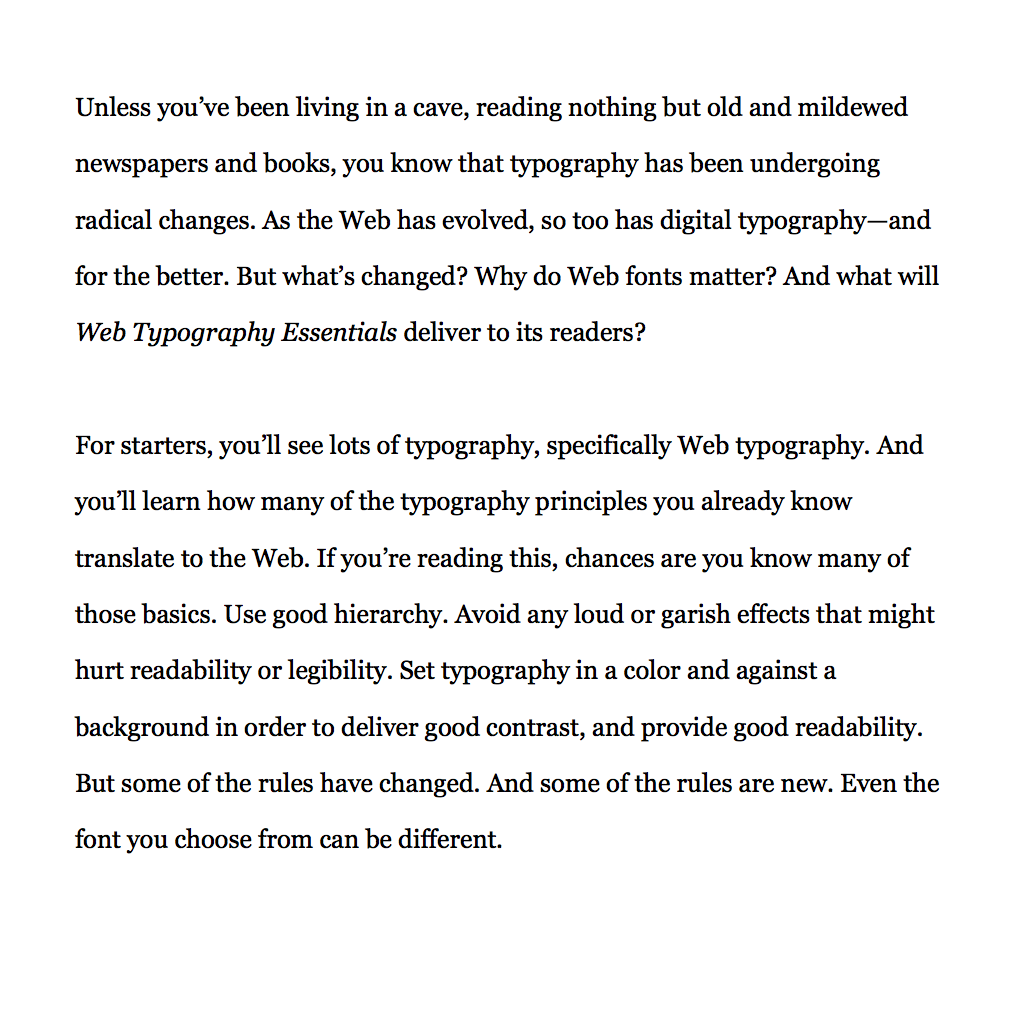 Unless you’ve been living in a cave, reading nothing but old and mildewed
newspapers and books, you know that typography has been undergoing
radical changes. As the Web has evolved, so too has digital typography—and
for the better. But what’s changed? Why do Web fonts matter? And what will
Web Typography Essentials deliver to its readers?
For starters, you’ll see lots of typography, specifically Web typography. And
you’ll learn how many of the typography principles you already know
translate to the Web. If you’re reading this, chances are you know many of
those basics. Use good hierarchy. Avoid any loud or garish effects that might
hurt readability or legibility. Set typography in a color and against a
background in order to deliver good contrast, and provide good readability.
But some of the rules have changed. And some of the rules are new. Even the
font you choose from can be different.